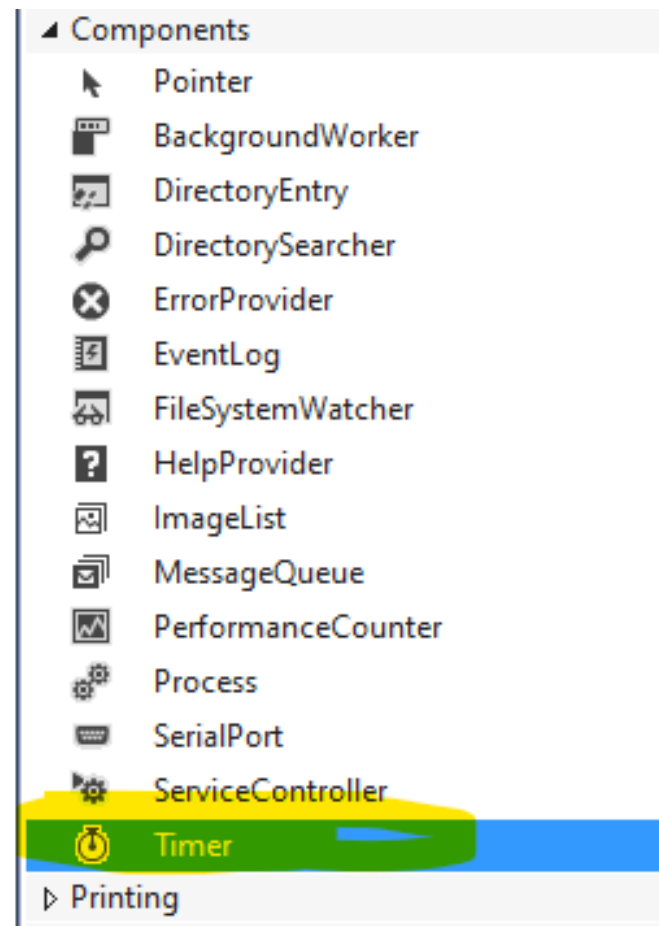 Components
Pointer
BackgroundWorker
DirectoryEntry
DirectorySearcher
ErrorProvider
EventLog
FileSystemWatcher
HelpProvider
ImageList
MessageQueue
PerformanceCounter
Process
SerialPort
ServiceController
Timer
Printing